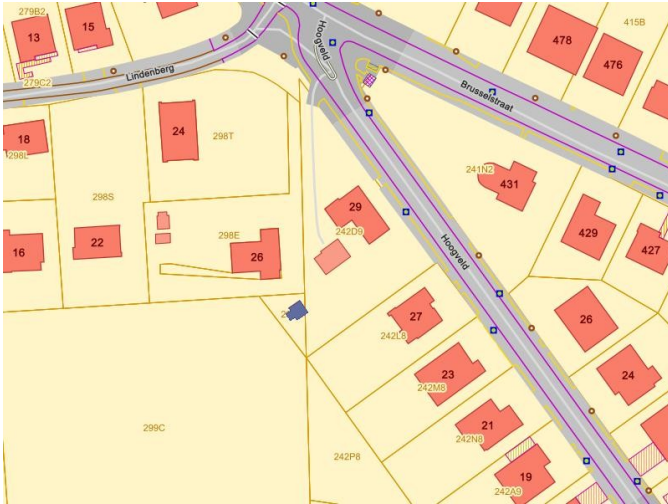 279B2
13
15
279C2
Lindenberg
Hoogveld
415B
478
476
Brusselstraat
18
298L
24
298T
298S
241N2
431
29
242D9
429
427
16
22
298E
26
Hoogveld
27
242L8
26
23
242M8
24
21
242N8
299C
242P8
19
242A9